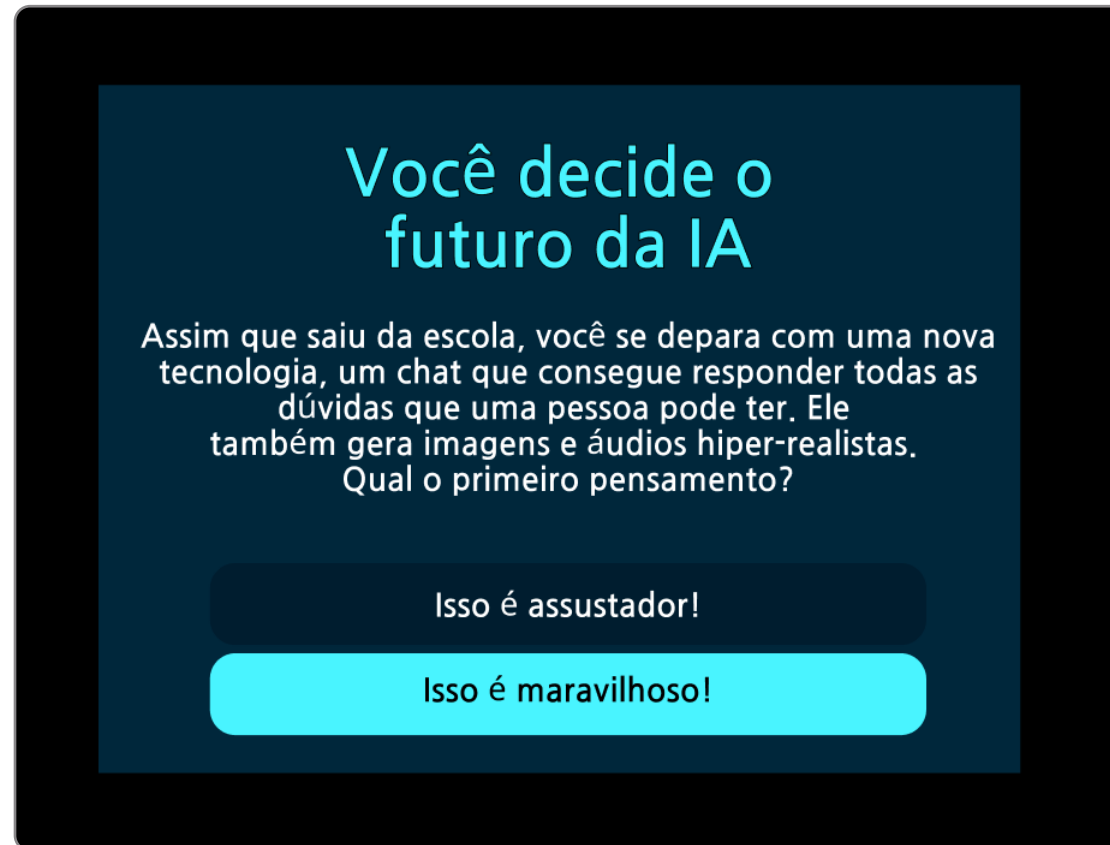 Você decide o
futuro da IA
Assim que saiu da escola, você se depara com uma nova
tecnologia, um chat que consegue responder todas as
dúvidas que uma pessoa pode ter. Ele
também gera imagens e áudios hiper-realistas.
Qual o primeiro pensamento?
Isso é assustador!
Isso é maravilhoso!